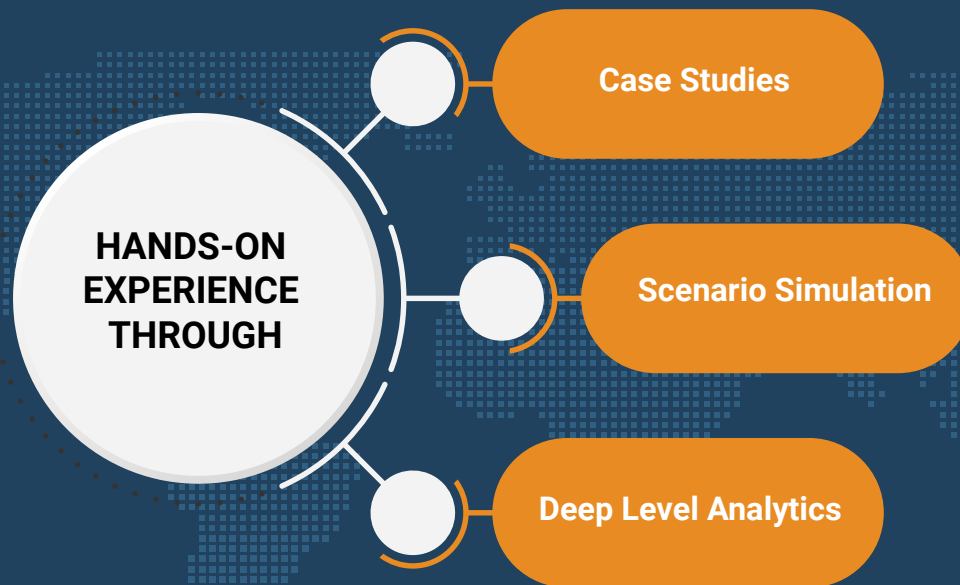 HANDS-ON
EXPERIENCE
THROUGH
Case Studies
Scenario Simulation
Deep Level Analytics